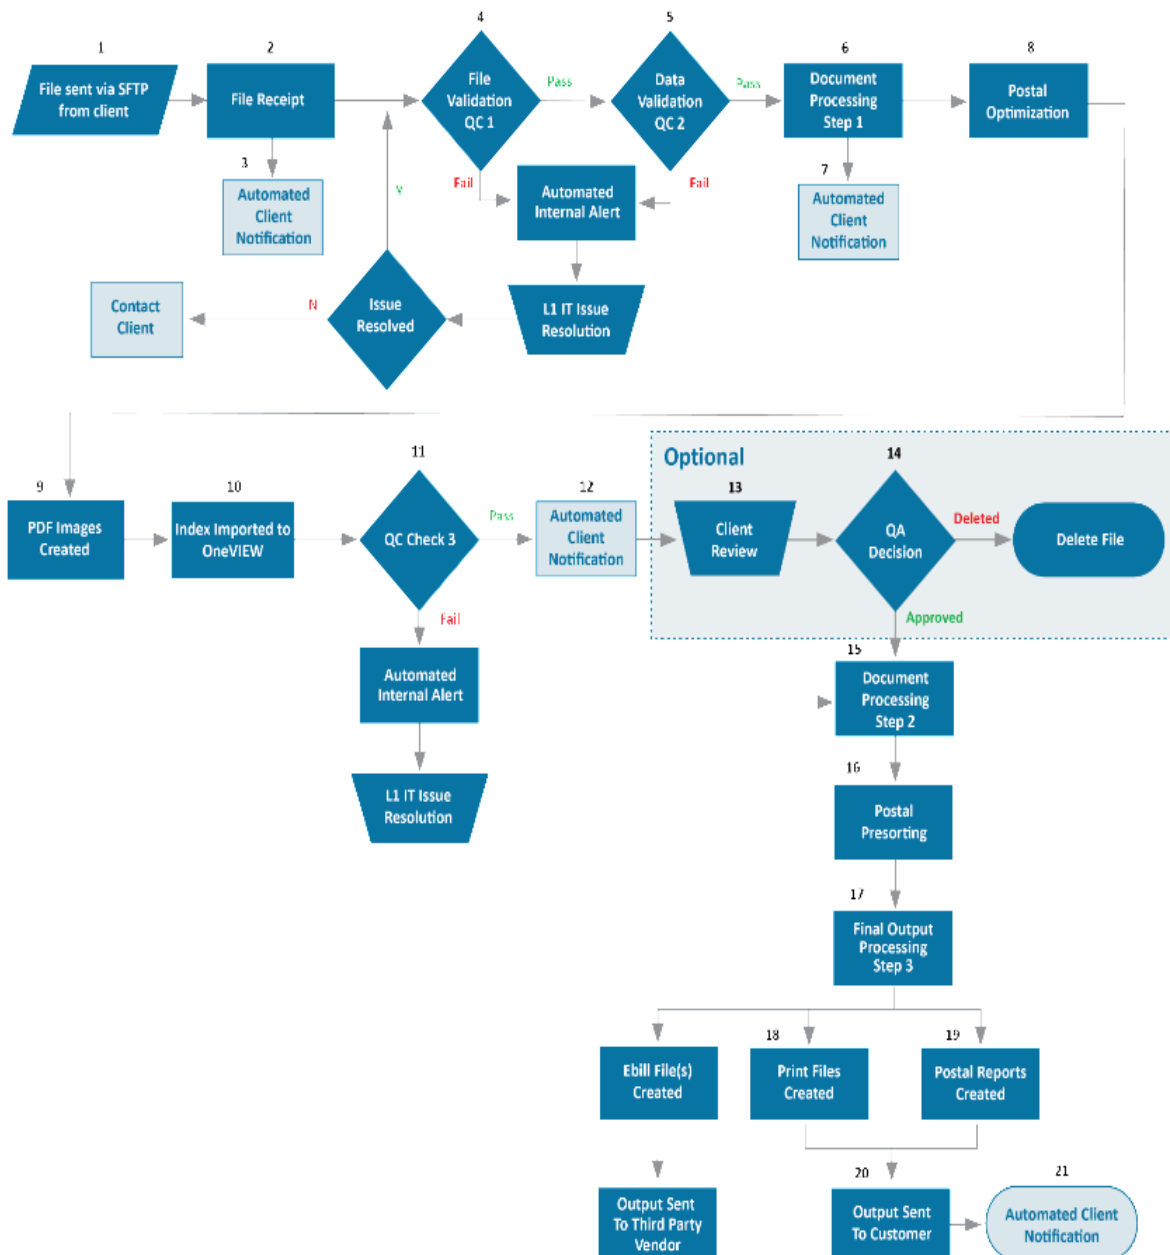 1
2
4
5
6
8
File sent via SFTP
from client
File Receipt
File
Validation
QC 1
Pass
Data
Validation
QC 2
Pass
Document
Processing
Step 1
Postal
Optimization
3
Automated
Client
Notification
Y
Fail
Automated
Internal Alert
Fail
7
Automated
Client
Notification
Contact
Client
N
Issue
Resolved
L1 IT Issue
Resolution
Optional
9
PDF Images
Created
10
Index Imported to
OneVIEW
11
QC Check 3
Pass
12
Automated
Client
Notification
13
Client
Review
14
QA
Decision
Deleted
Delete File
Fail
Approved
Automated
Internal Alert
L1 IT Issue
Resolution
15
Document
Processing
Step 2
16
Postal
Presorting
17
Final Output
Processing
Step 3
Ebill File(s)
Created
18
Print Files
Created
19
Postal Reports
Created
Output Sent
To Third Party
Vendor
20
Output Sent
To Customer
21
Automated Client
Notification